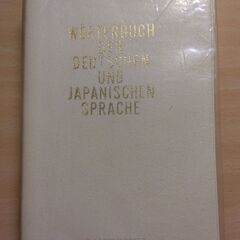 WÖRTERBUCH
DER
DEUTSCHEN
UND
JAPANISCHEN
SPRACHE